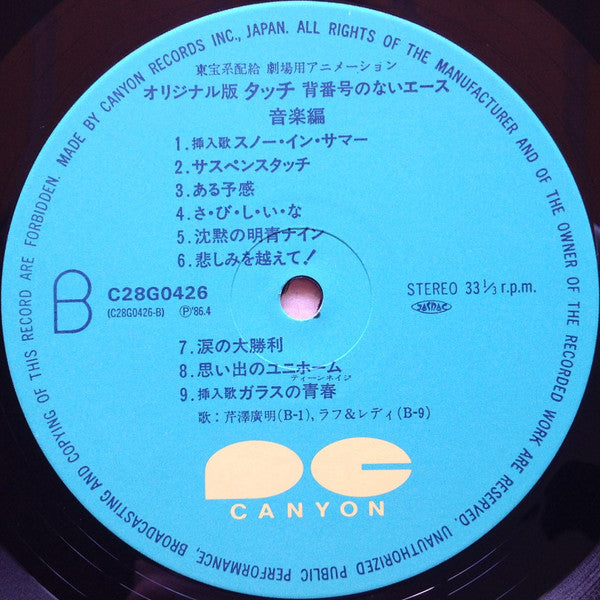 MADE BY CANYON RECORDS INC., JAPAN. ALL RIGHTS OF THE MANUFACTURER AND OF THE OWNER OF THE RECORDED WORK ARE RESERVED. UNAUTHORIZED PUBLIC PERFORMANCE, BROADCASTING AND COPYING OF THIS RECORD ARE FORBIDDEN.
東宝系配給 劇場用アニメーション
オリジナル版 タッチ 背番号のないエース
音楽編
1.挿入歌 スノー・イン・サマー
2.サスペンスタッチ
3.ある予感
4.さ・び・し・い・な
5.沈黙の明青ナイン
6.悲しみを越えて!
B
C28G0426
(C28G0426-B) Ⓟ'86.4
STEREO 33 1/3 r.p.m.
7.涙の大勝利
8.思い出のユニホーム
ティーンネイジ
9.挿入歌 ガラスの青春
歌:芹澤廣明(B-1),ラフ&レディ(B-9)
CANYON